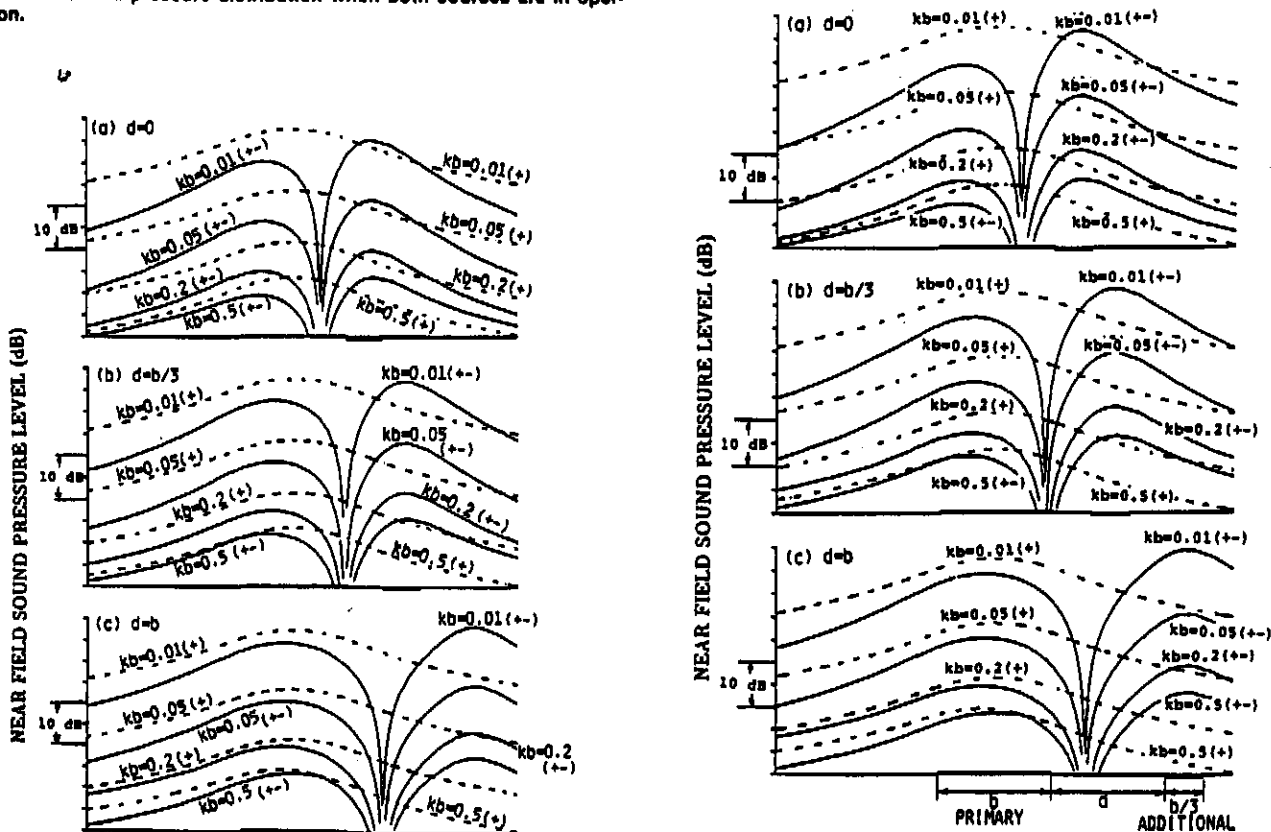 pressure distribution when both sources are in oper-
on.
NEAR FIELD SOUND PRESSURE LEVEL (dB)
(a) d=0
kb=0.01(+-)
kb=0.01(+)
10 dB
kb=0.05(+-)
kb=0.05(+)
kb=0.2(+-)
kb=0.2(+)
kb=0.5(+-)
kb=0.5(+)
(b) d=b/3
kb=0.01(+-)
kb=0.01(+)
kb=0.05
(+-)
10 dB
kb=0.05(+)
kb=0.2(+)
kb=0.2(+-)
kb=0.5(+-)
kb=0.5(+)
(c) d=b
kb=0.01(+-)
kb=0.01(+)
10 dB
kb=0.05(+)
kb=0.05(+-)
kb=0.2
(+-)
kb=0.2(+)
kb=0.5(+-)
kb=0.5(+)
NEAR FIELD SOUND PRESSURE LEVEL (dB)
(a) d=0
kb=0.01(+)
kb=0.01(+-)
kb=0.05(+)
kb=0.05(+-)
10 dB
kb=0.2(+)
kb=0.2(+-)
kb=0.5(+-)
kb=0.5(+)
(b) d=b/3
kb=0.01(+)
kb=0.01(+-)
kb=0.05(+)
kb=0.05(+-)
10 dB
kb=0.2(+)
kb=0.2(+-)
kb=0.5(+-)
kb=0.5(+)
(c) d=b
kb=0.01(+-)
kb=0.01(+)
kb=0.05(+)
kb=0.05(+-)
10 dB
kb=0.2(+)
kb=0.2(+-)
kb=0.5(+-)
kb=0.5(+)
b
d
b/3
PRIMARY
ADDITIONAL